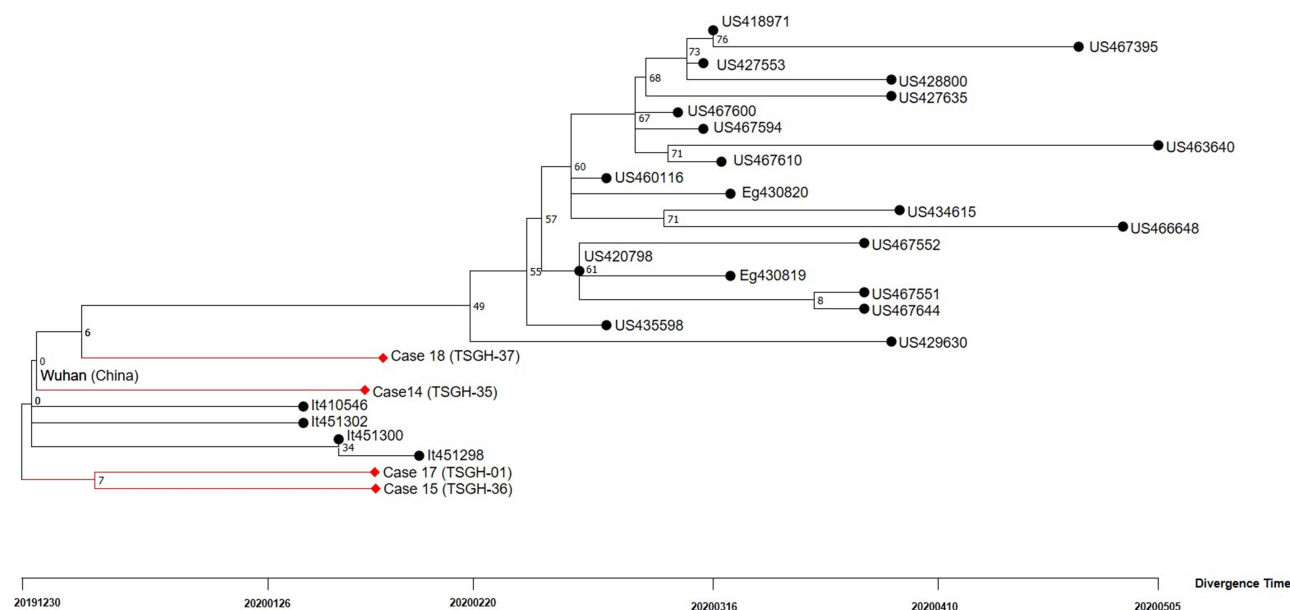 US418971
76
US467395
73
US427553
68
US428800
US427635
US467600
67
US467594
US463640
71
US467610
60
US460116
Eg430820
US434615
57
71
US466648
US467552
US420798
55
61
Eg430819
US467551
8
49
US467644
US435598
6
US429630
Case 18 (TSGH-37)
0
Wuhan (China)
Case14 (TSGH-35)
0
It410546
It451302
It451300
34
It451298
Case 17 (TSGH-01)
7
Case 15 (TSGH-36)
Divergence Time
20191230
20200126
20200220
20200316
20200410
20200505